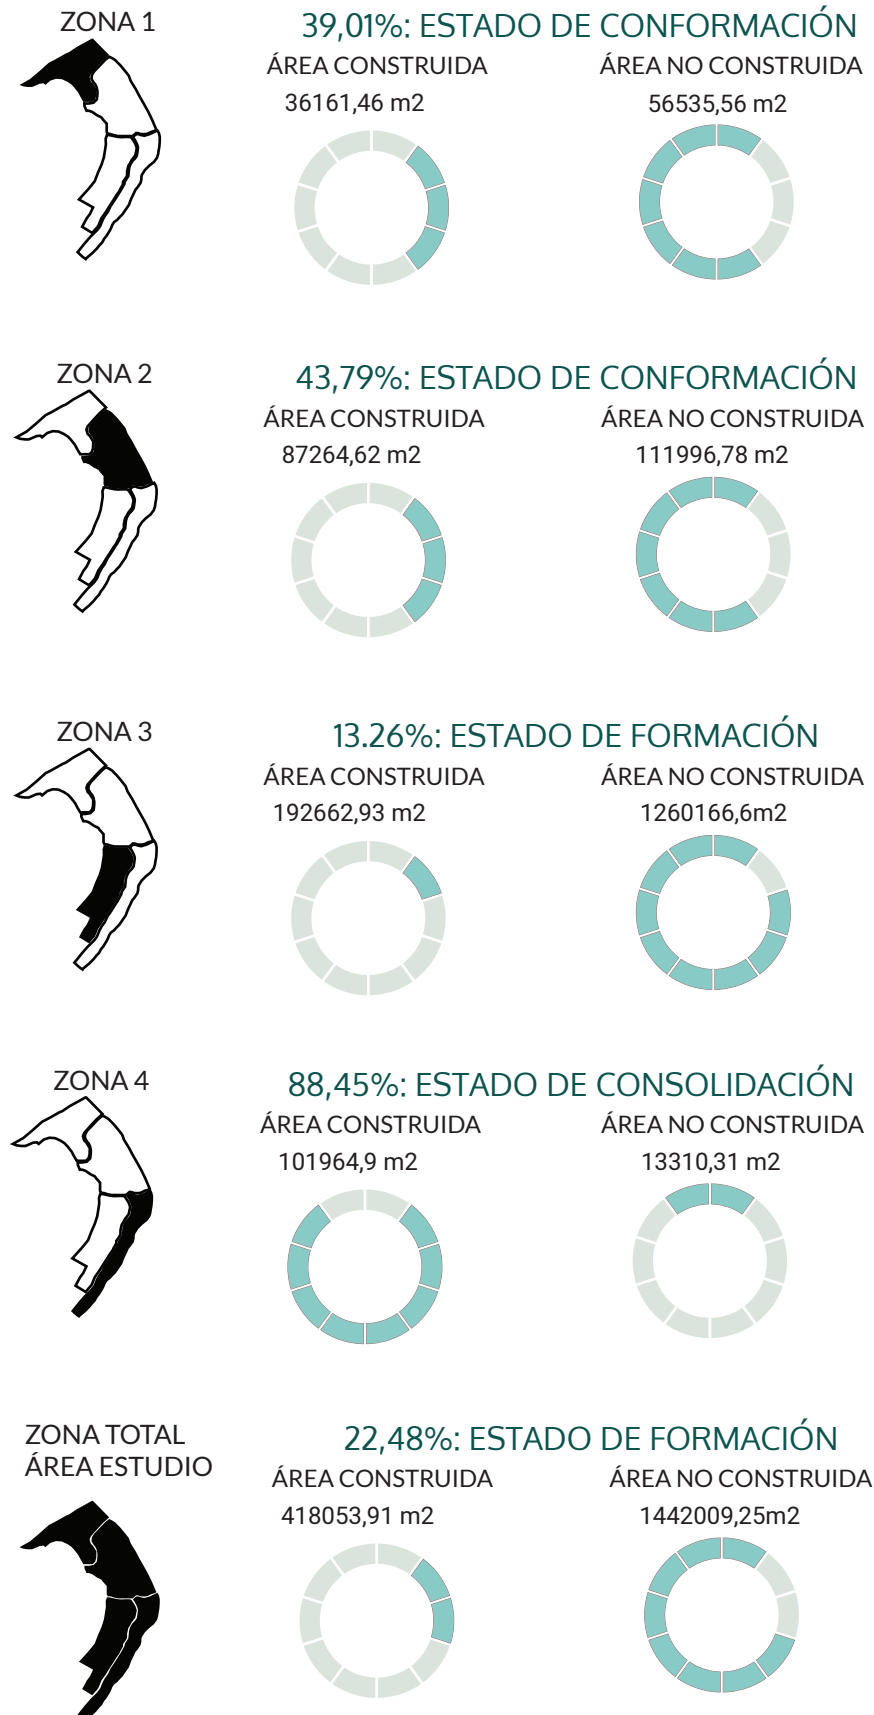 ZONA 1
39,01%: ESTADO DE CONFORMACIÓN
ÁREA CONSTRUIDA
36161,46 m2
ÁREA NO CONSTRUIDA
56535,56 m2
ZONA 2
43,79%: ESTADO DE CONFORMACIÓN
ÁREA CONSTRUIDA
87264,62 m2
ÁREA NO CONSTRUIDA
111996,78 m2
ZONA 3
13.26%: ESTADO DE FORMACIÓN
ÁREA CONSTRUIDA
192662,93 m2
ÁREA NO CONSTRUIDA
1260166,6m2
ZONA 4
88,45%: ESTADO DE CONSOLIDACIÓN
ÁREA CONSTRUIDA
101964,9 m2
ÁREA NO CONSTRUIDA
13310,31 m2
ZONA TOTAL
ÁREA ESTUDIO
22,48%: ESTADO DE FORMACIÓN
ÁREA CONSTRUIDA
418053,91 m2
ÁREA NO CONSTRUIDA
1442009,25m2